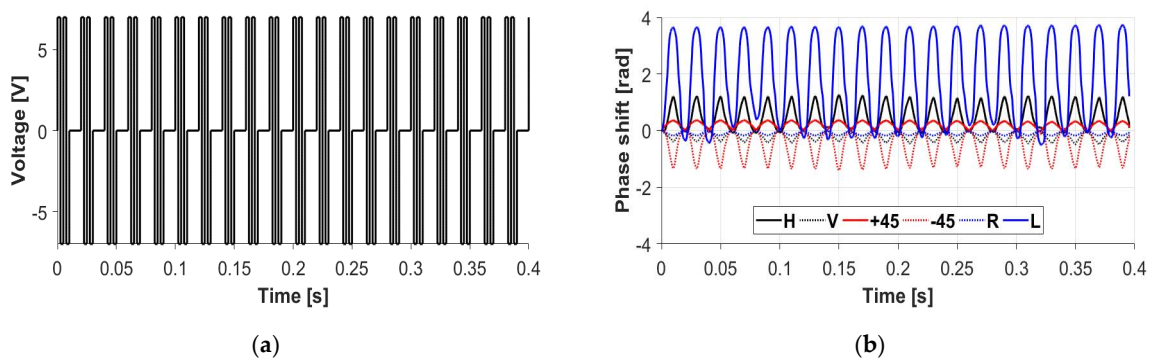 Voltage [V]
5
0
-5
0 0.05 0.1 0.15 0.2 0.25 0.3 0.35 0.4
Time [s]
(a)
Phase shift [rad]
4
2
0
-2
-4
H V +45 -45 R L
0 0.05 0.1 0.15 0.2 0.25 0.3 0.35 0.4
Time [s]
(b)